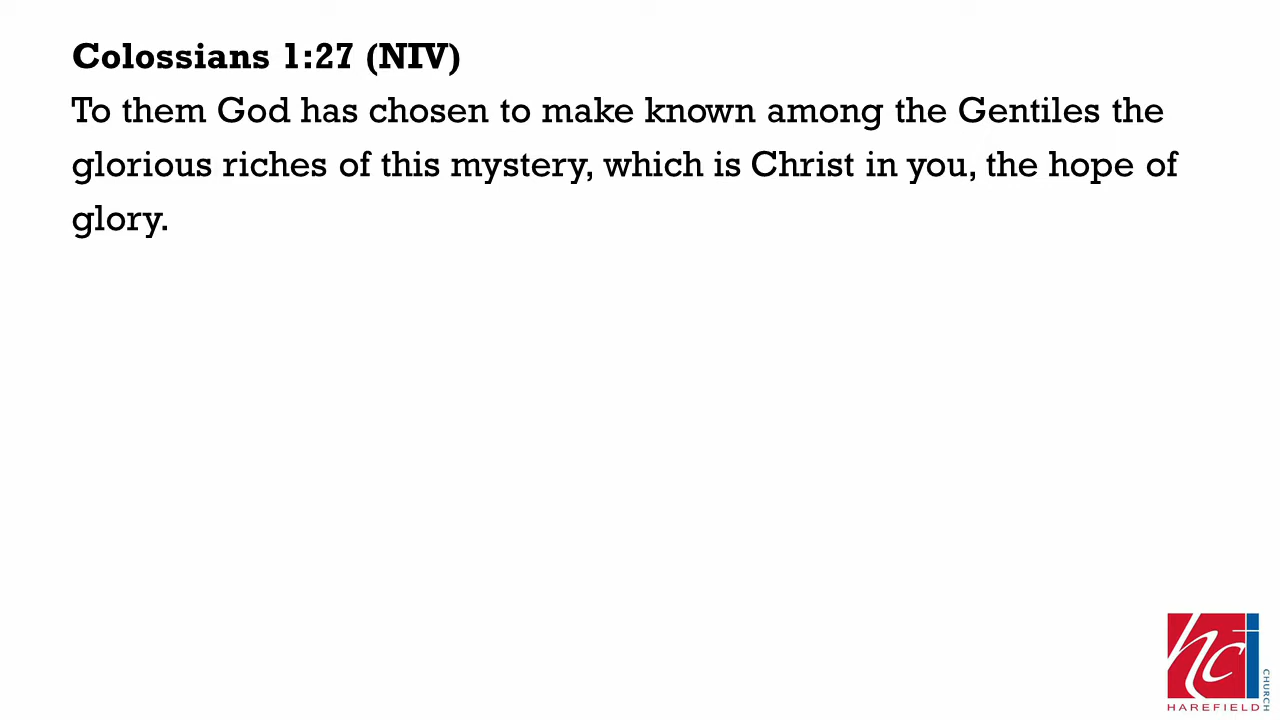 Colossians 1:27 (NIV)
To them God has chosen to make known among the Gentiles the
glorious riches of this mystery, which is Christ in you, the hope of
glory.
hc
CHURCH
HAREFIELD